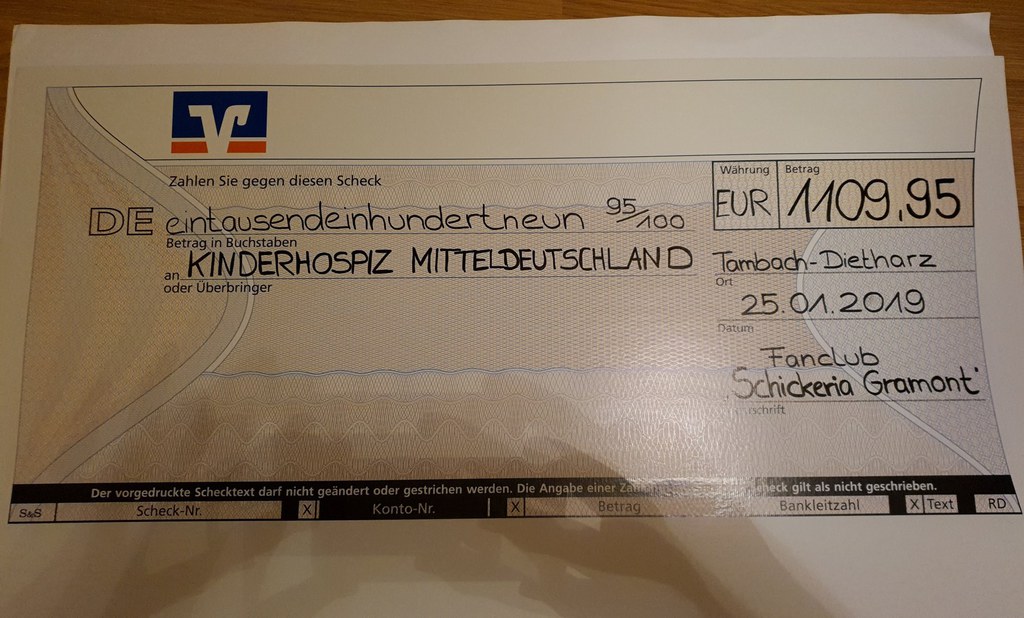 Zahlen Sie gegen diesen Scheck
Währung Betrag
DE eintausendeinhundertneun 95/100 EUR 1109,95
Betrag in Buchstaben
an KINDERHOSPIZ MITTELDEUTSCHLAND
oder Überbringer
Tambach-Dietharz
Ort
25.01.2019
Datum
Fanclub
"Schickeria Gramont"
Der vorgedruckte Schecktext darf nicht geändert oder gestrichen werden. Die Angabe einer gilt als nicht geschrieben.
S&S Scheck-Nr. X Konto-Nr. X Betrag Bankleitzahl X Text RD